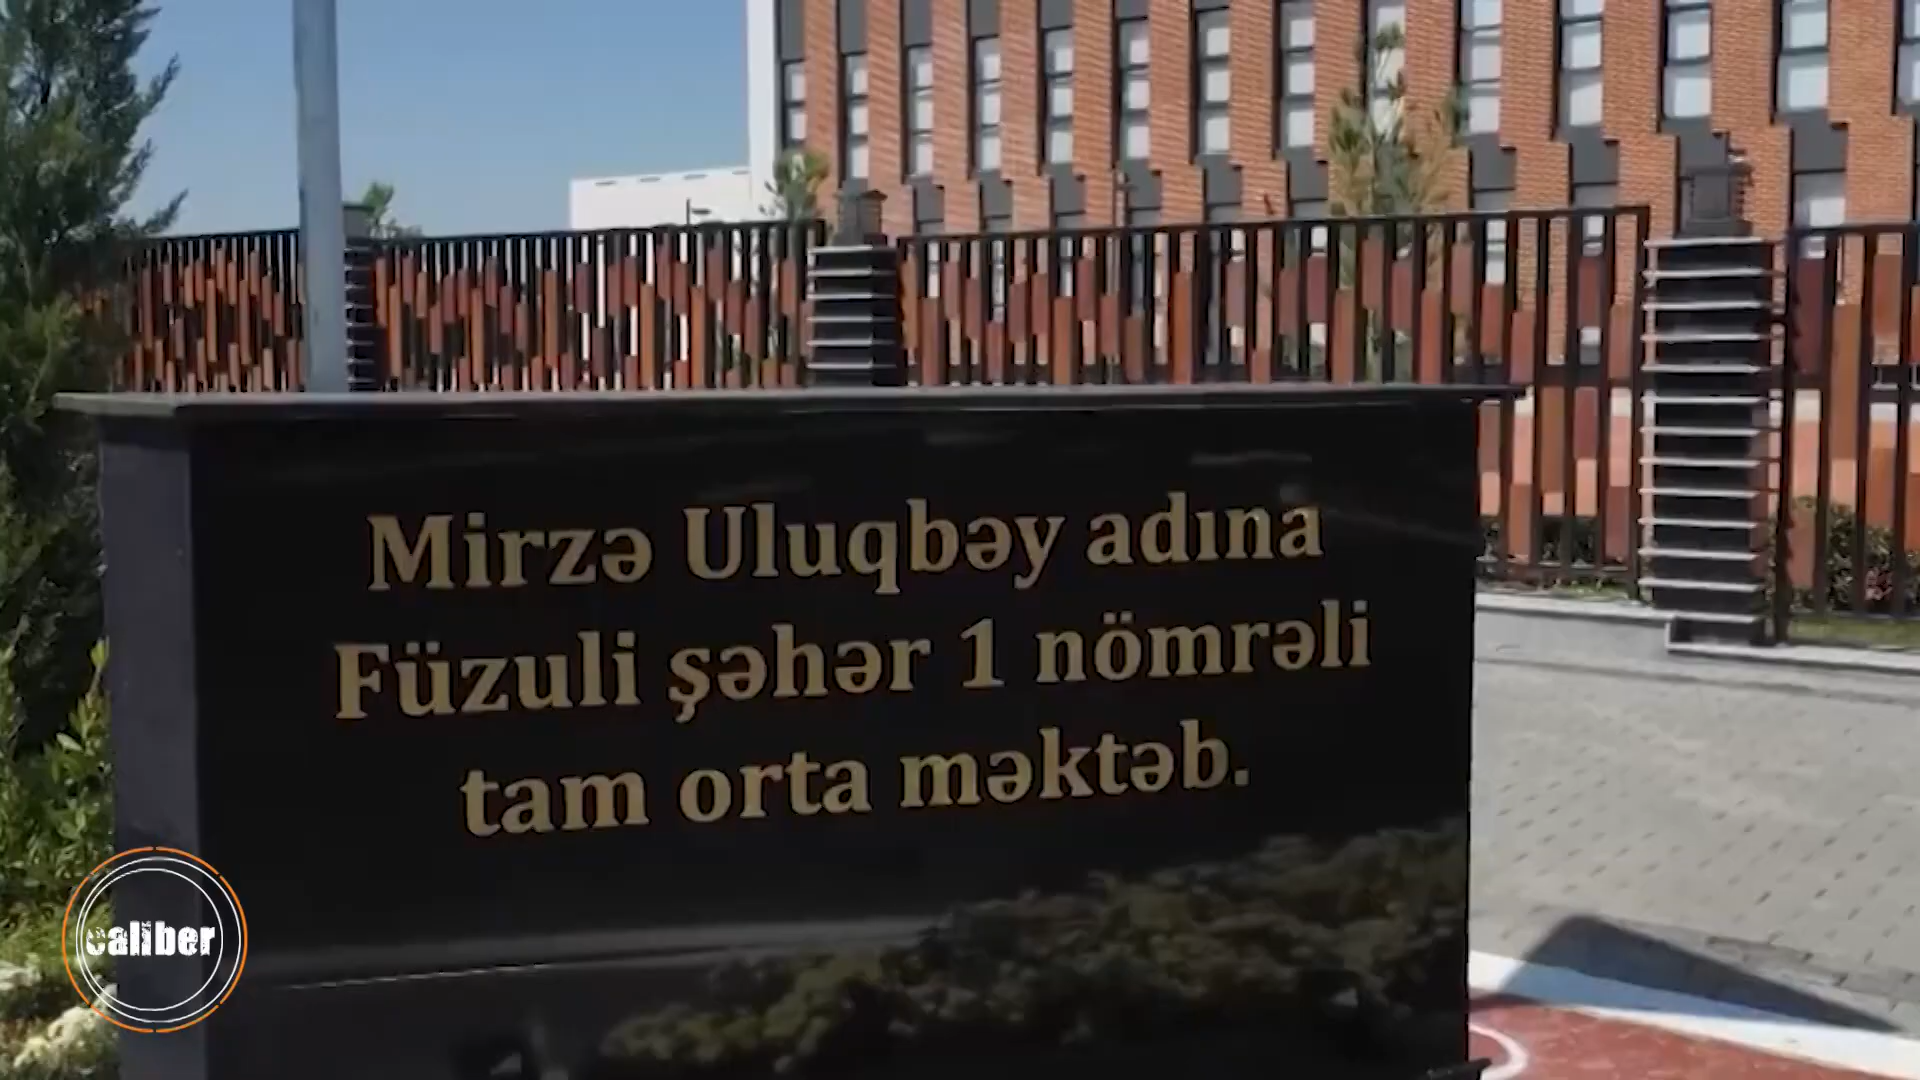 Mirzə Uluqbəy adına
Füzuli şəhər 1 nömrəli
tam orta məktəb.
caliber